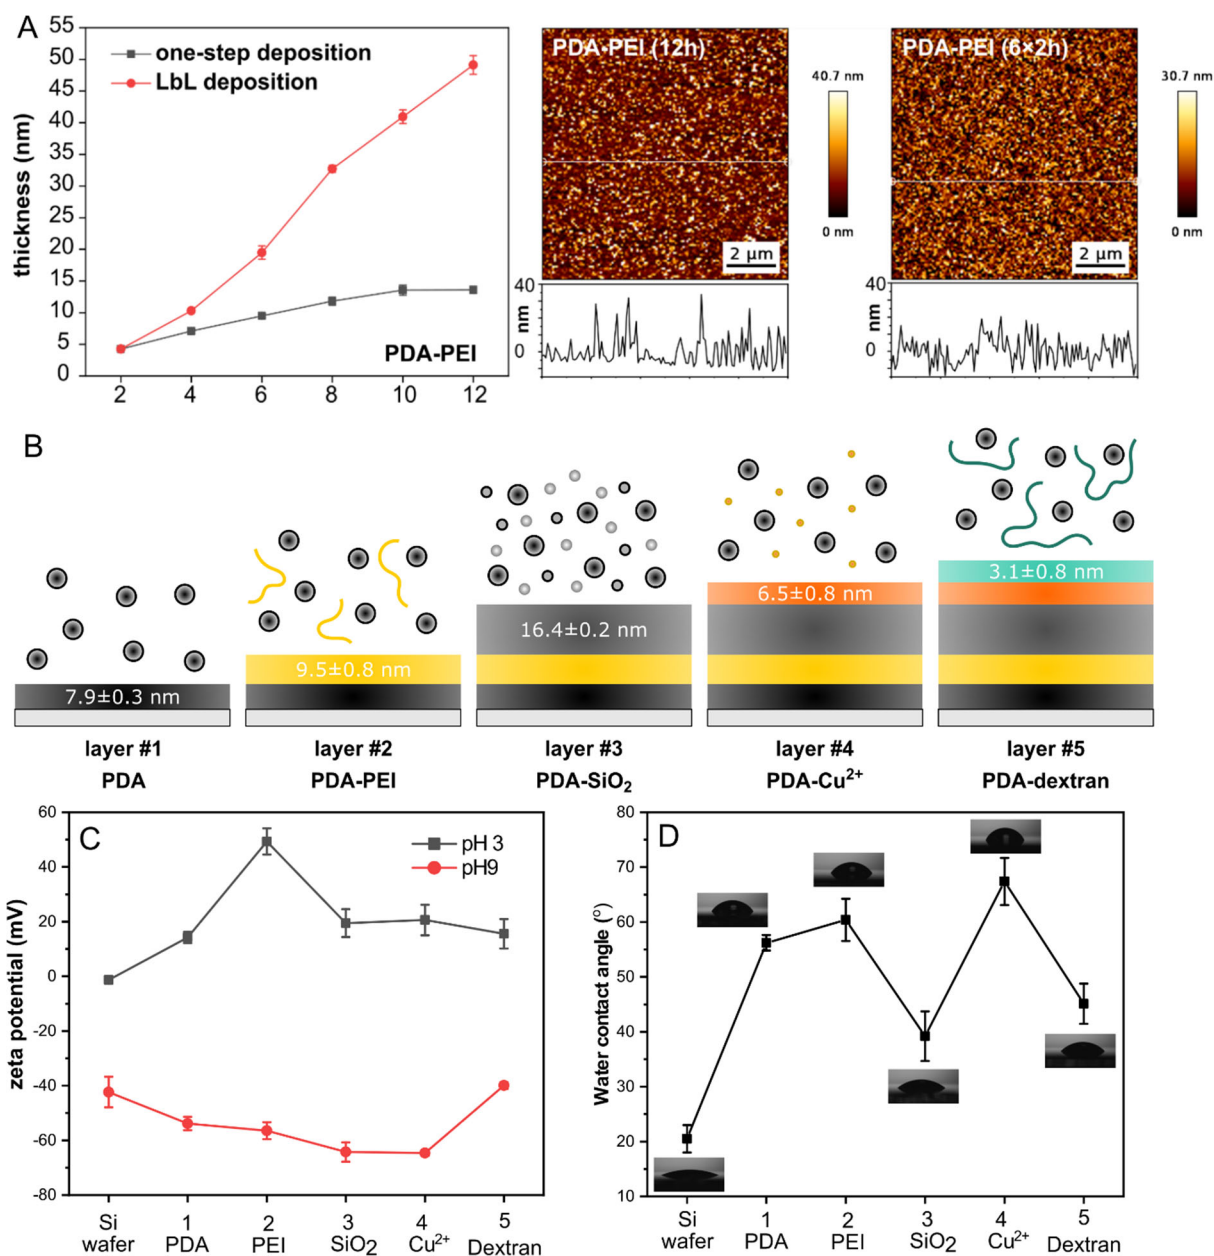 A
thickness (nm)
55
50
45
40
35
30
25
20
15
10
5
0
one-step deposition
LbL deposition
PDA-PEI
2 4 6 8 10 12
PDA-PEI (12h)
40.7 nm
0 nm
2 µm
40
nm
0
PDA-PEI (6×2h)
30.7 nm
0 nm
2 µm
40
nm
0
B
7.9±0.3 nm
9.5±0.8 nm
16.4±0.2 nm
6.5±0.8 nm
3.1±0.8 nm
layer #1
PDA
layer #2
PDA-PEI
layer #3
PDA-SiO2
layer #4
PDA-Cu2+
layer #5
PDA-dextran
C
zeta potential (mV)
60
40
20
0
-20
-40
-60
-80
pH 3
pH9
Si 1 2 3 4 5
wafer PDA PEI SiO2 Cu2+ Dextran
D
Water contact angle (°)
80
70
60
50
40
30
20
10
Si 1 2 3 4 5
wafer PDA PEI SiO2 Cu2+ Dextran